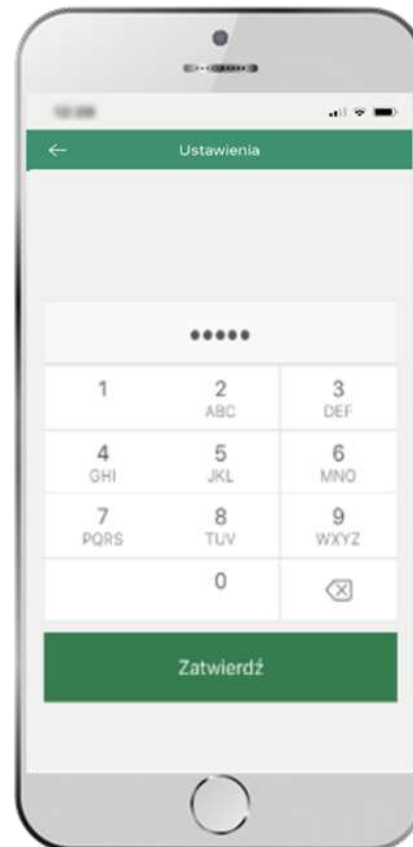 Ustawienia
1 2 3
ABC DEF
4 5 6
GHI JKL MNO
7 8 9
PQRS TUV WXYZ
0
Zatwierdź